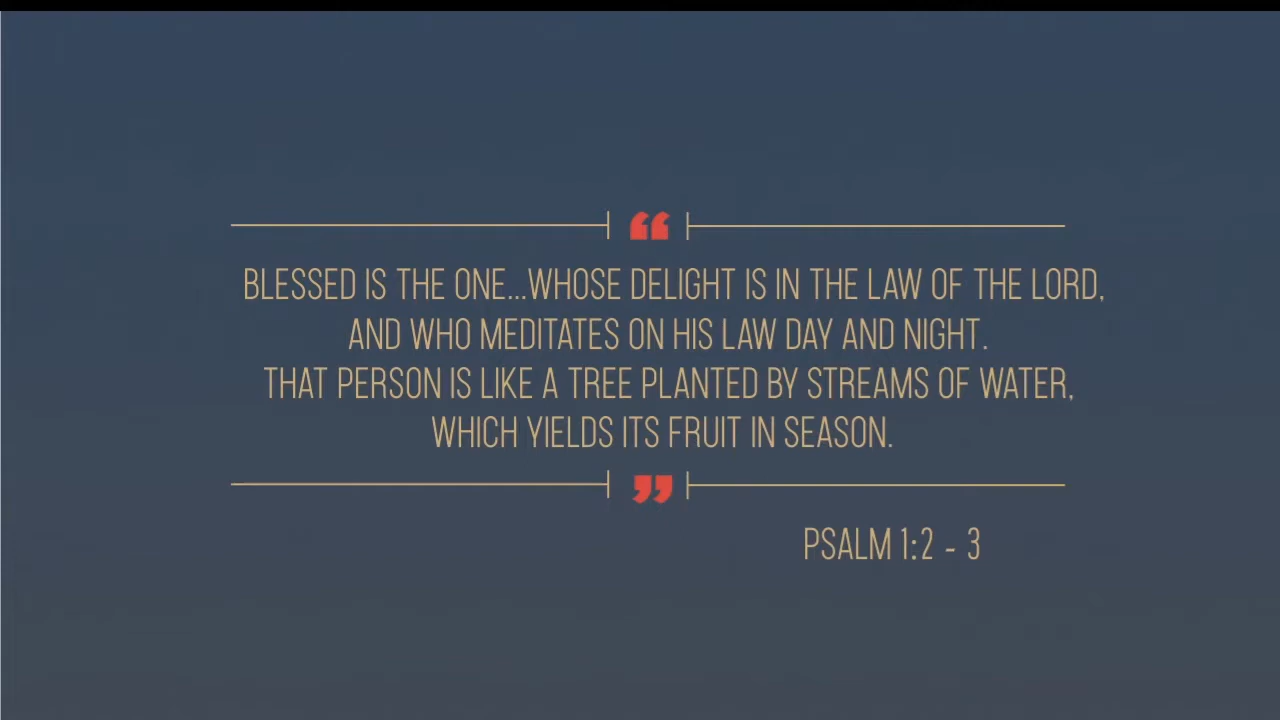 “
BLESSED IS THE ONE...WHOSE DELIGHT IS IN THE LAW OF THE LORD,
AND WHO MEDITATES ON HIS LAW DAY AND NIGHT.
THAT PERSON IS LIKE A TREE PLANTED BY STREAMS OF WATER,
WHICH YIELDS ITS FRUIT IN SEASON.
”
PSALM 1:2 - 3